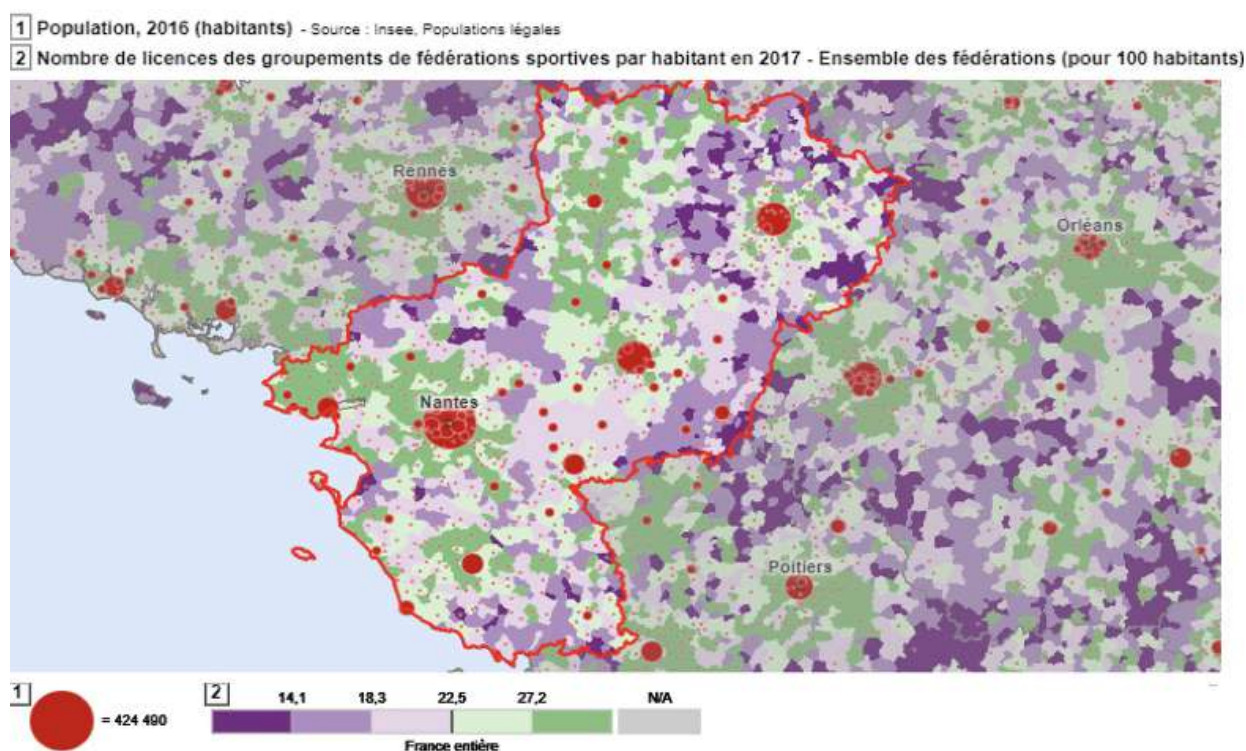 1 Population, 2016 (habitants) - Source : Insee, Populations légales
2 Nombre de licences des groupements de fédérations sportives par habitant en 2017 - Ensemble des fédérations (pour 100 habitants)
Rennes
Orléans
Nantes
Poitiers
1
= 424 490
2
14,1 18,3 22,5 27,2 N/A
France entière